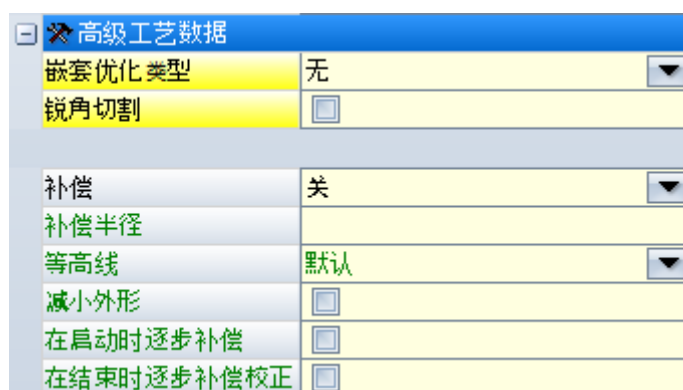 高级工艺数据
嵌套优化类型 无
锐角切割
补偿 关
补偿半径
等高线 默认
减小外形
在启动时逐步补偿
在结束时逐步补偿校正